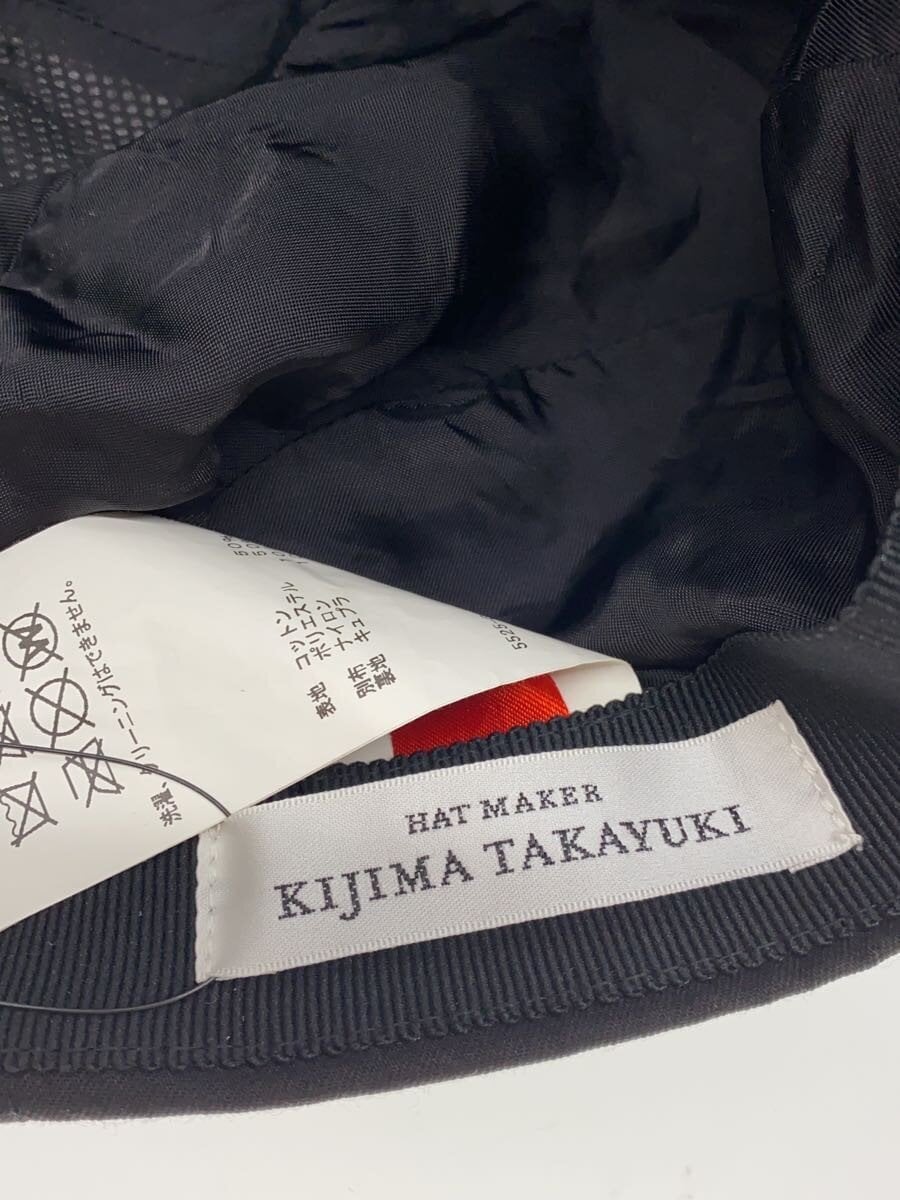 HAT MAKER
KIJIMA TAKAYUKI
表地 コットン
ポリエステル
別布 ナイロン
裏地 キュプラ
洗濯、クリーニングはできません。
5525